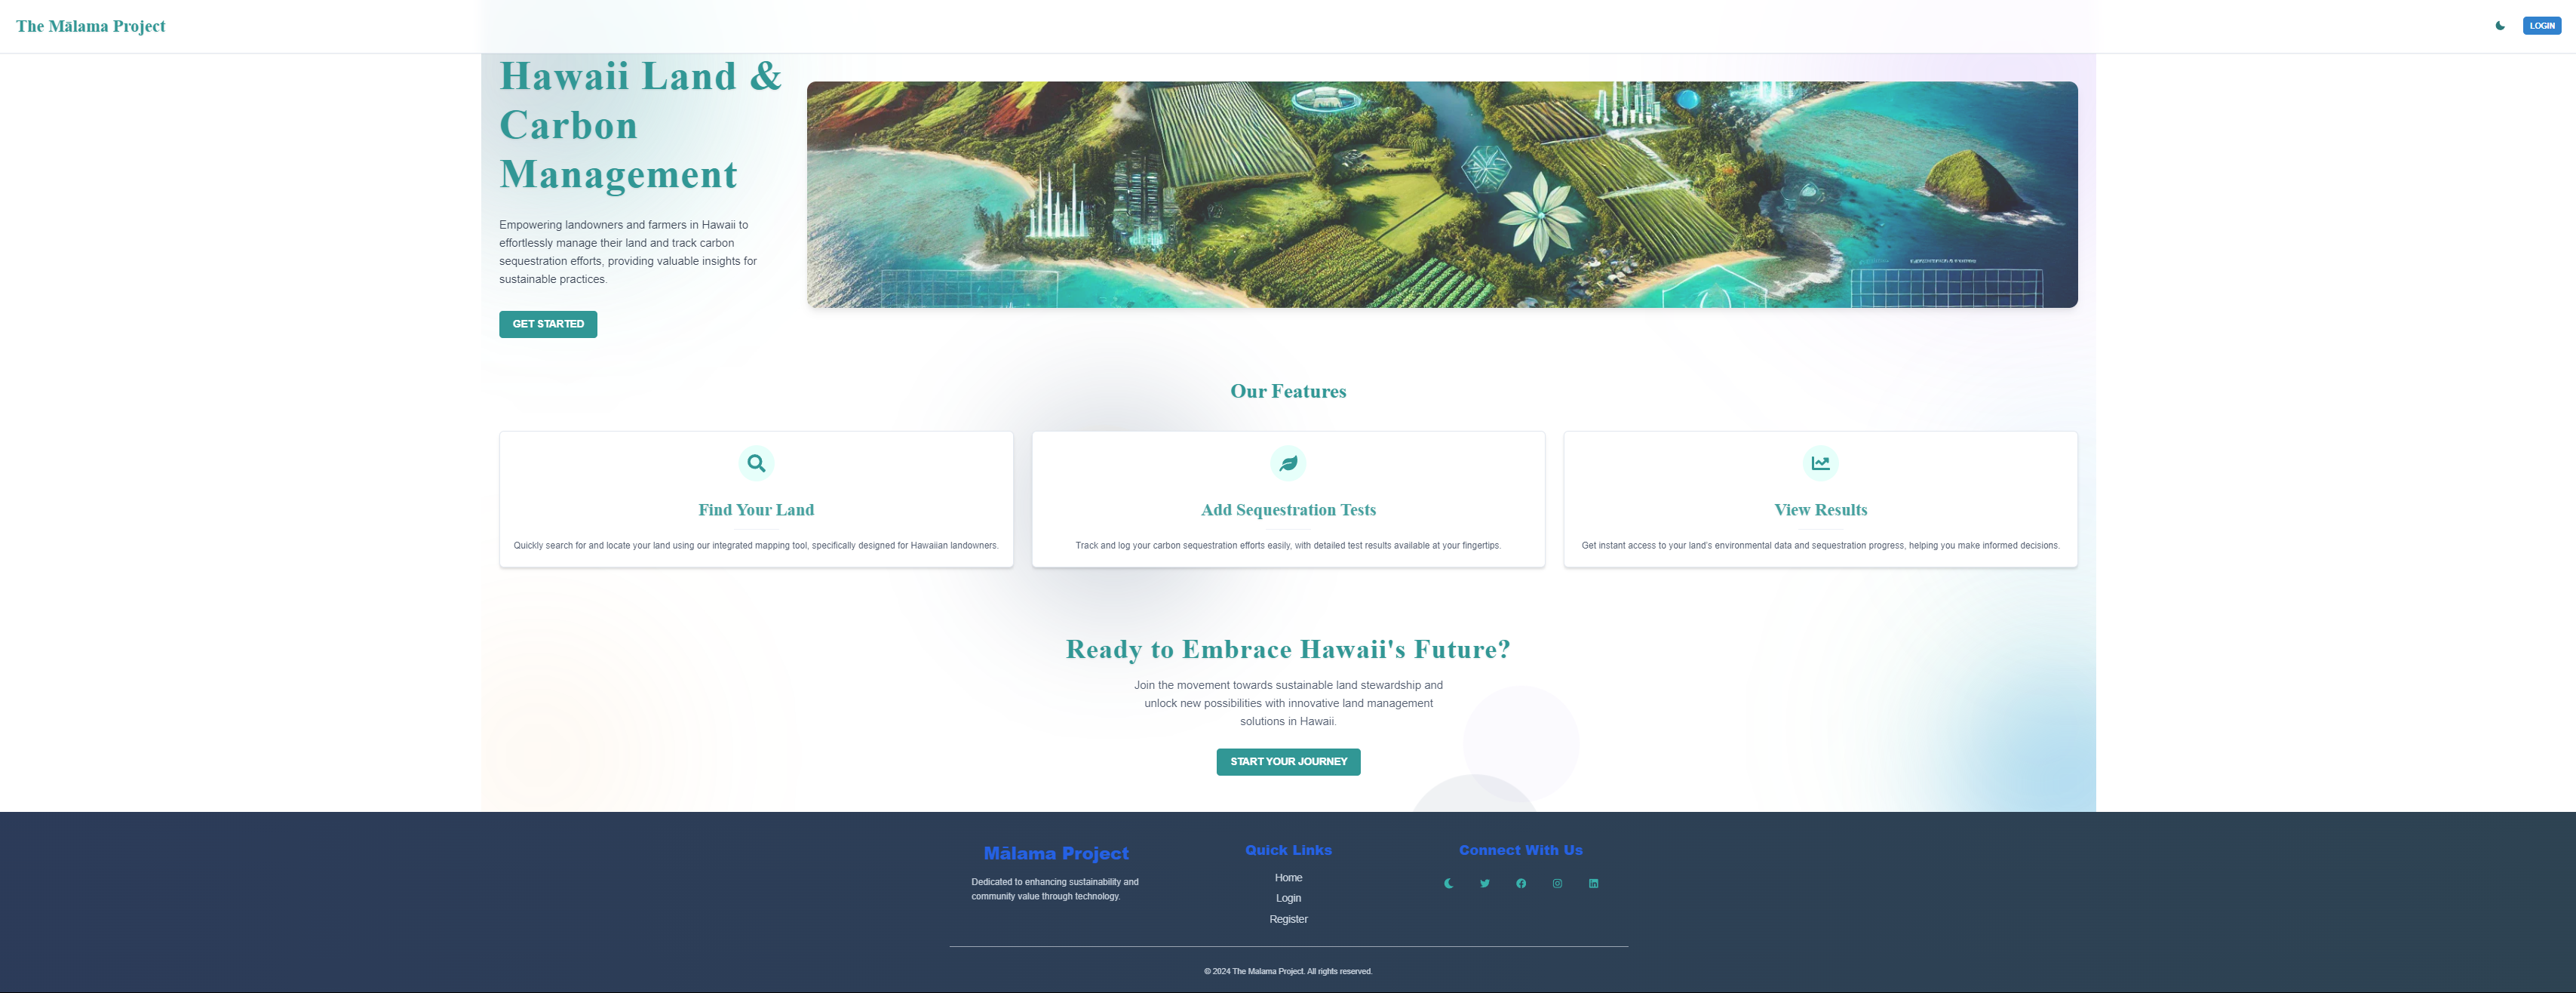 The Mālama Project
LOGIN
Hawaii Land &
Carbon
Management
Empowering landowners and farmers in Hawaii to
effortlessly manage their land and track carbon
sequestration efforts, providing valuable insights for
sustainable practices.
GET STARTED
Our Features
Find Your Land
Quickly search for and locate your land using our integrated mapping tool, specifically designed for Hawaiian landowners.
Add Sequestration Tests
Track and log your carbon sequestration efforts easily, with detailed test results available at your fingertips.
View Results
Get instant access to your land's environmental data and sequestration progress, helping you make informed decisions.
Ready to Embrace Hawaii's Future?
Join the movement towards sustainable land stewardship and
unlock new possibilities with innovative land management
solutions in Hawaii.
START YOUR JOURNEY
Mālama Project
Dedicated to enhancing sustainability and
community value through technology.
Quick Links
Home
Login
Register
Connect With Us
© 2024 The Malama Project. All rights reserved.